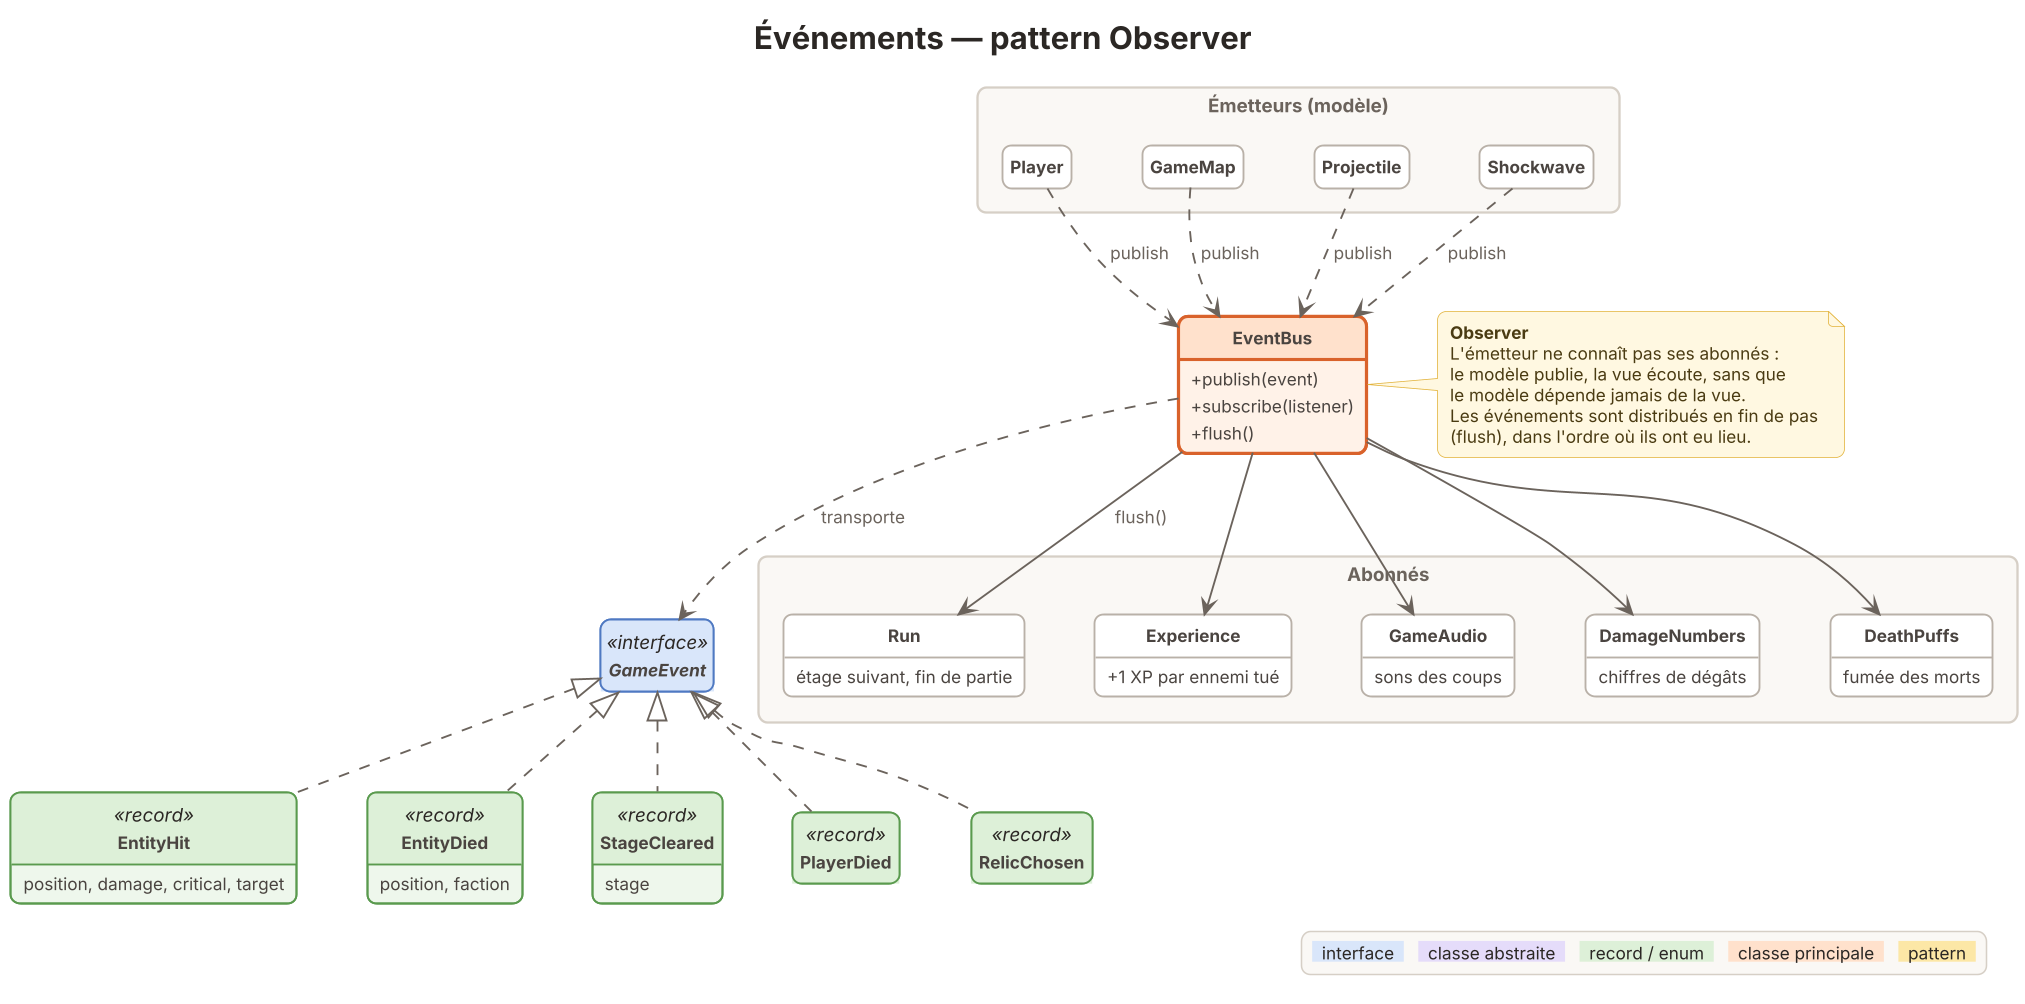 Événements — pattern Observer
Émetteurs (modèle)
Player
GameMap
Projectile
Shockwave
publish
publish
publish
publish
EventBus
+publish(event)
+subscribe(listener)
+flush()
Observer
L'émetteur ne connaît pas ses abonnés :
le modèle publie, la vue écoute, sans que
le modèle dépende jamais de la vue.
Les événements sont distribués en fin de pas
(flush), dans l'ordre où ils ont eu lieu.
transporte
flush()
Abonnés
«interface»
GameEvent
Run
étage suivant, fin de partie
Experience
+1 XP par ennemi tué
GameAudio
sons des coups
DamageNumbers
chiffres de dégâts
DeathPuffs
fumée des morts
«record»
EntityHit
position, damage, critical, target
«record»
EntityDied
position, faction
«record»
StageCleared
stage
«record»
PlayerDied
«record»
RelicChosen
interface
classe abstraite
record / enum
classe principale
pattern